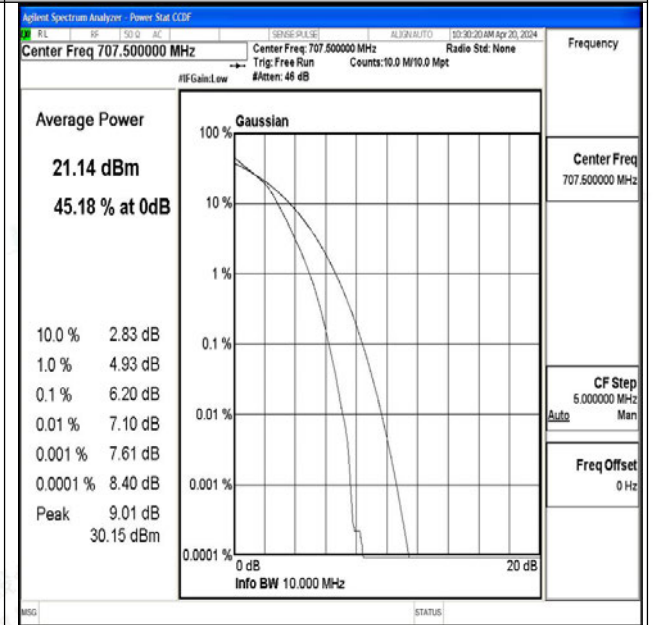 Agilent Spectrum Analyzer - Power Stat CCDF
RL RF 50 Ω AC SENSE:PULSE ALIGN AUTO 10:30:20 AM Apr 20, 2024
Center Freq 707.500000 MHz
Center Freq: 707.500000 MHz Radio Std: None
Trig: Free Run Counts:10.0 M/10.0 Mpt
#IFGain:Low #Atten: 46 dB
Frequency
Average Power
21.14 dBm
45.18 % at 0dB
10.0 % 2.83 dB
1.0 % 4.93 dB
0.1 % 6.20 dB
0.01 % 7.10 dB
0.001 % 7.61 dB
0.0001 % 8.40 dB
Peak 9.01 dB
30.15 dBm
Gaussian
100 %
10 %
1 %
0.1 %
0.01 %
0.001 %
0.0001 %
0 dB 20 dB
Info BW 10.000 MHz
Center Freq
707.500000 MHz
CF Step
5.000000 MHz
Auto Man
Freq Offset
0 Hz
MSG STATUS